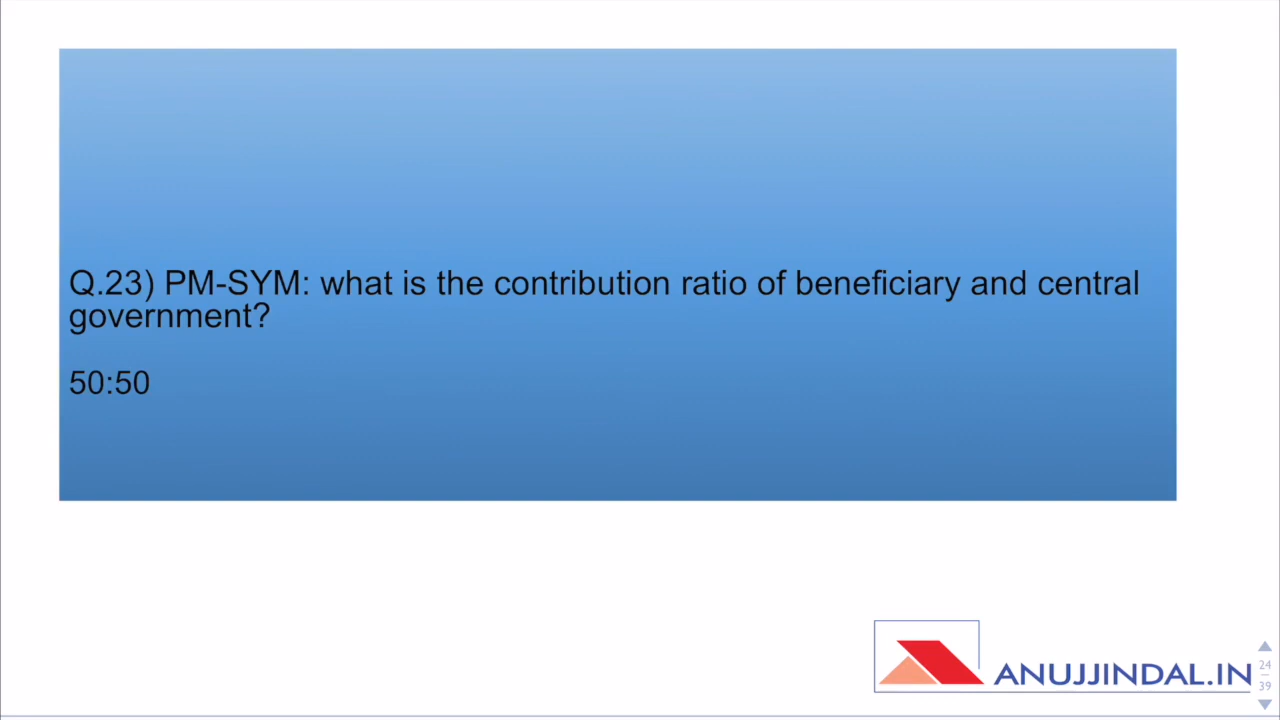 Q.23) PM-SYM: what is the contribution ratio of beneficiary and central
government?
50:50
ANUJJINDAL.IN
24
39